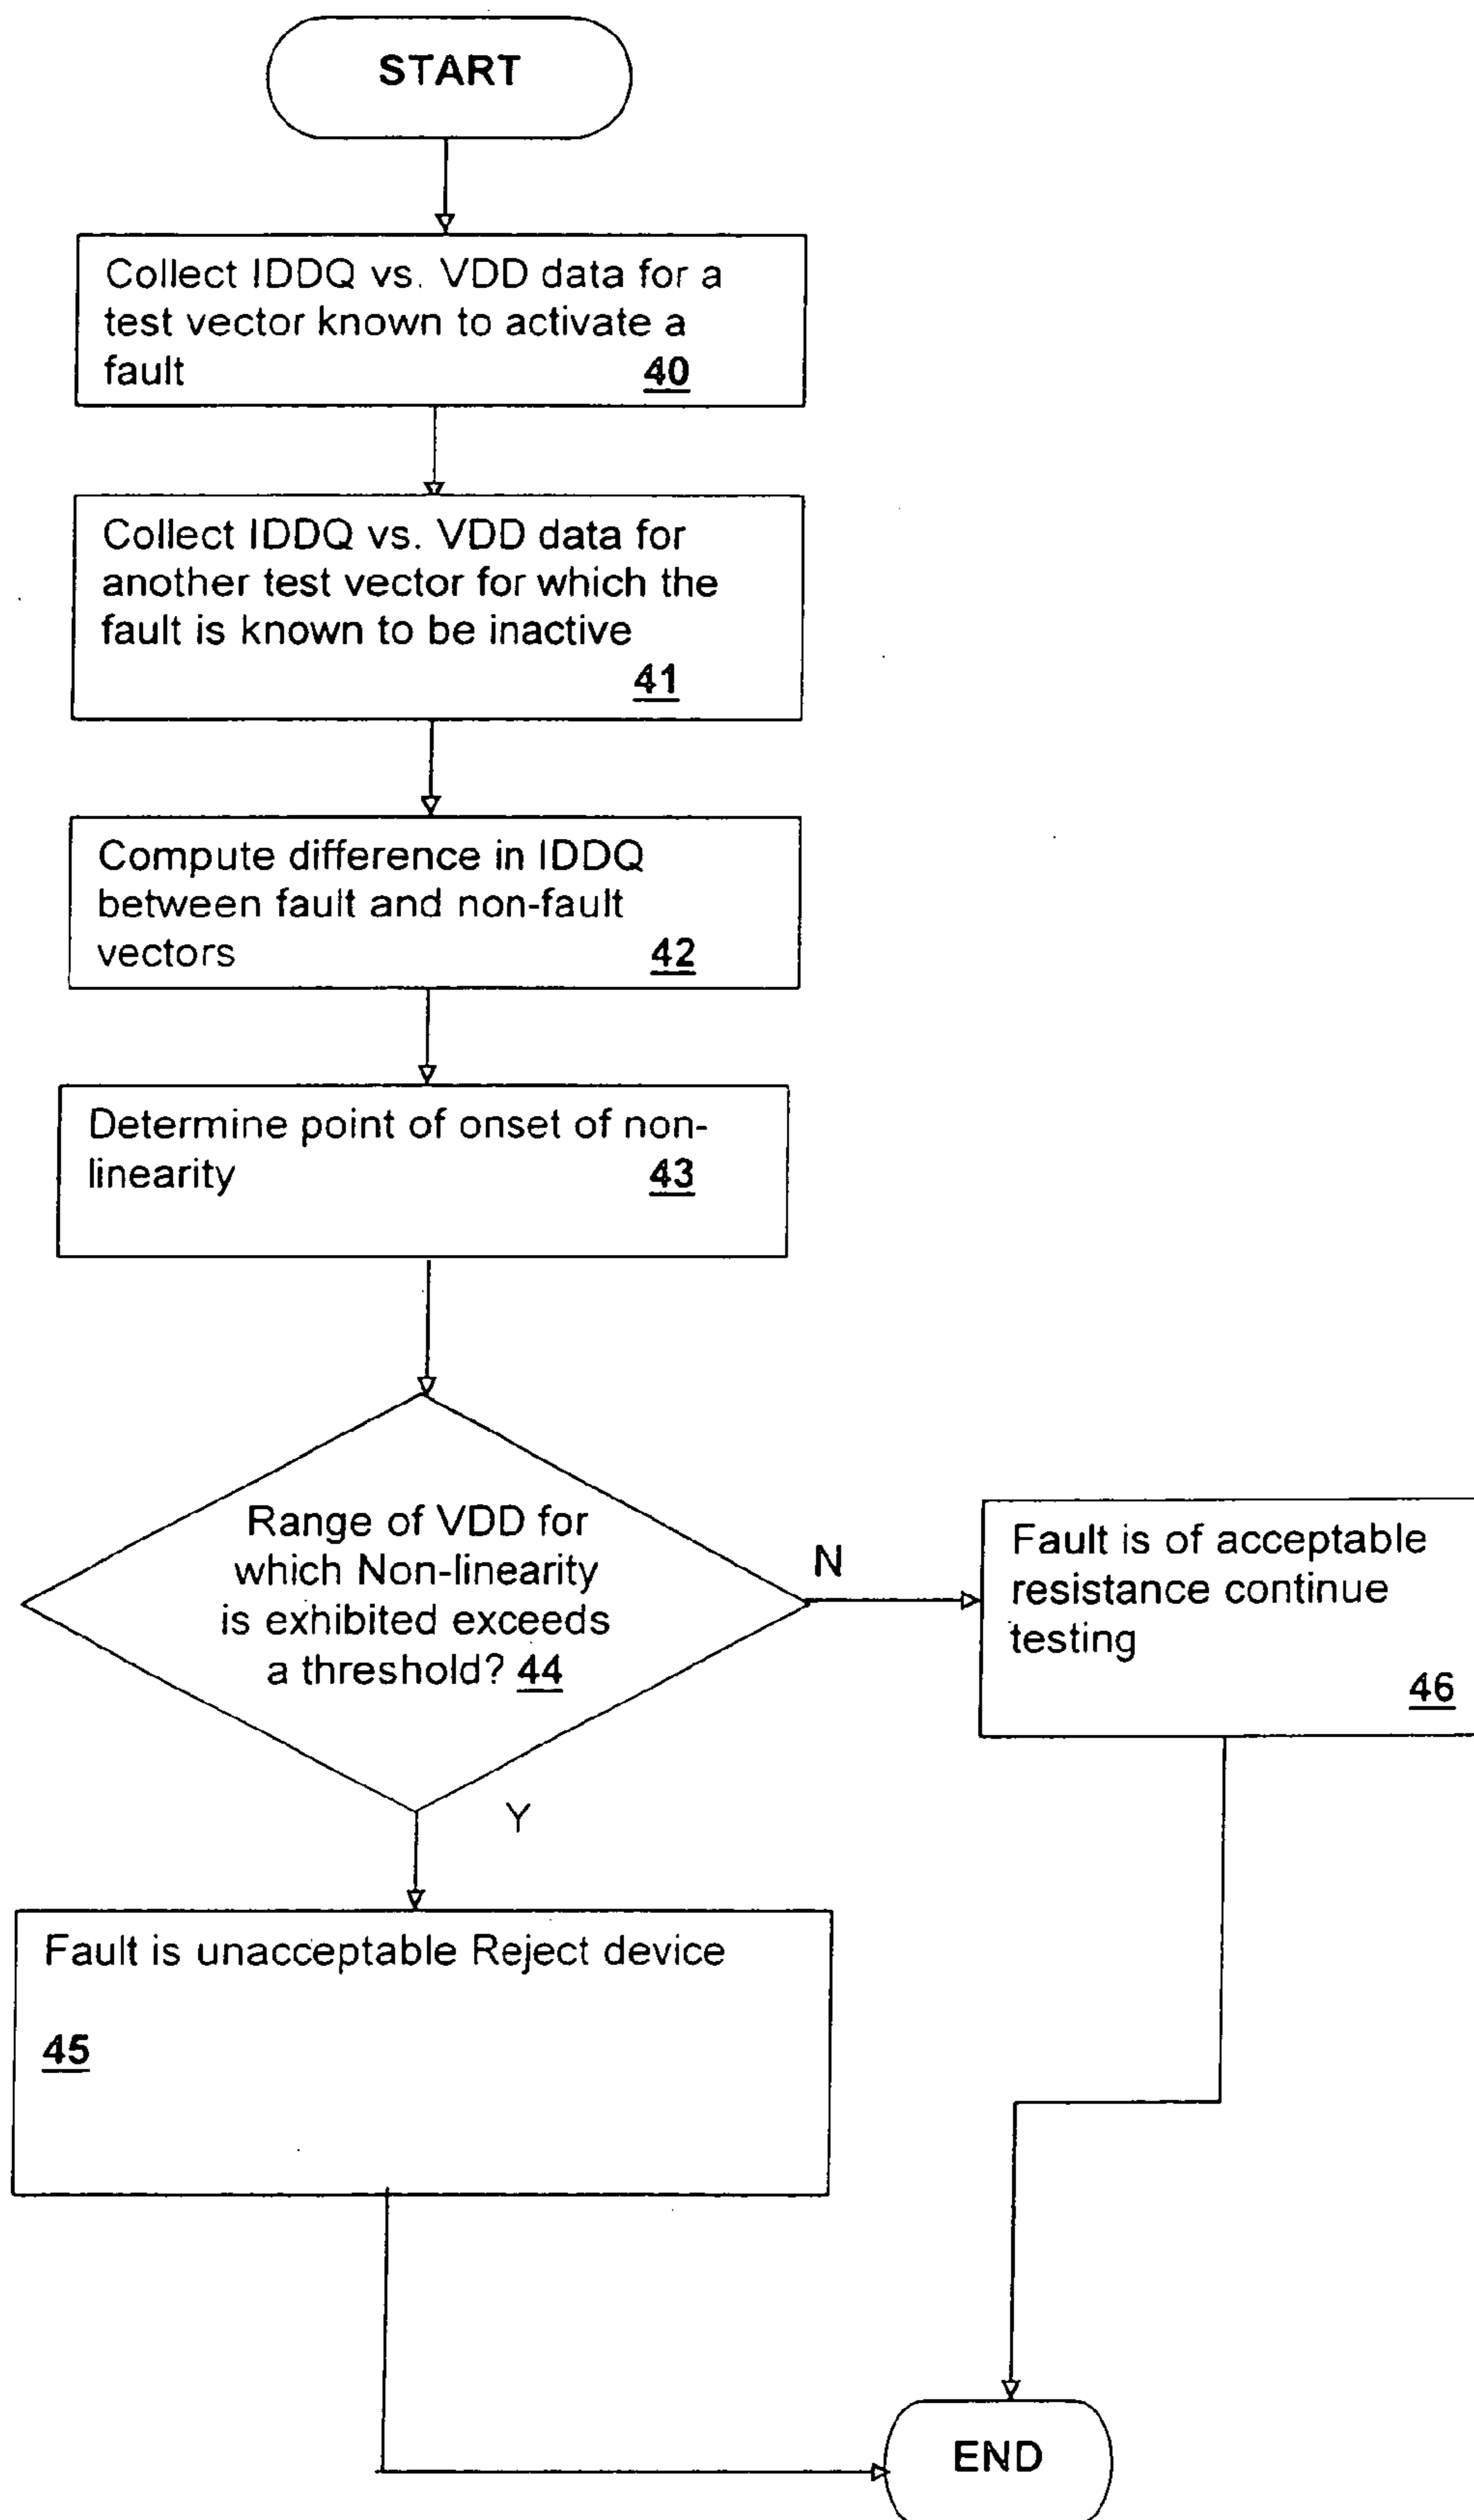 START
Collect IDDQ vs. VDD data for a
test vector known to activate a
fault 40
Collect IDDQ vs. VDD data for
another test vector for which the
fault is known to be inactive
41
Compute difference in IDDQ
between fault and non-fault
vectors 42
Determine point of onset of non-
linearity 43
Range of VDD for
which Non-linearity
is exhibited exceeds
a threshold? 44
N
Fault is of acceptable
resistance continue
testing
46
Y
Fault is unacceptable Reject device
45
END